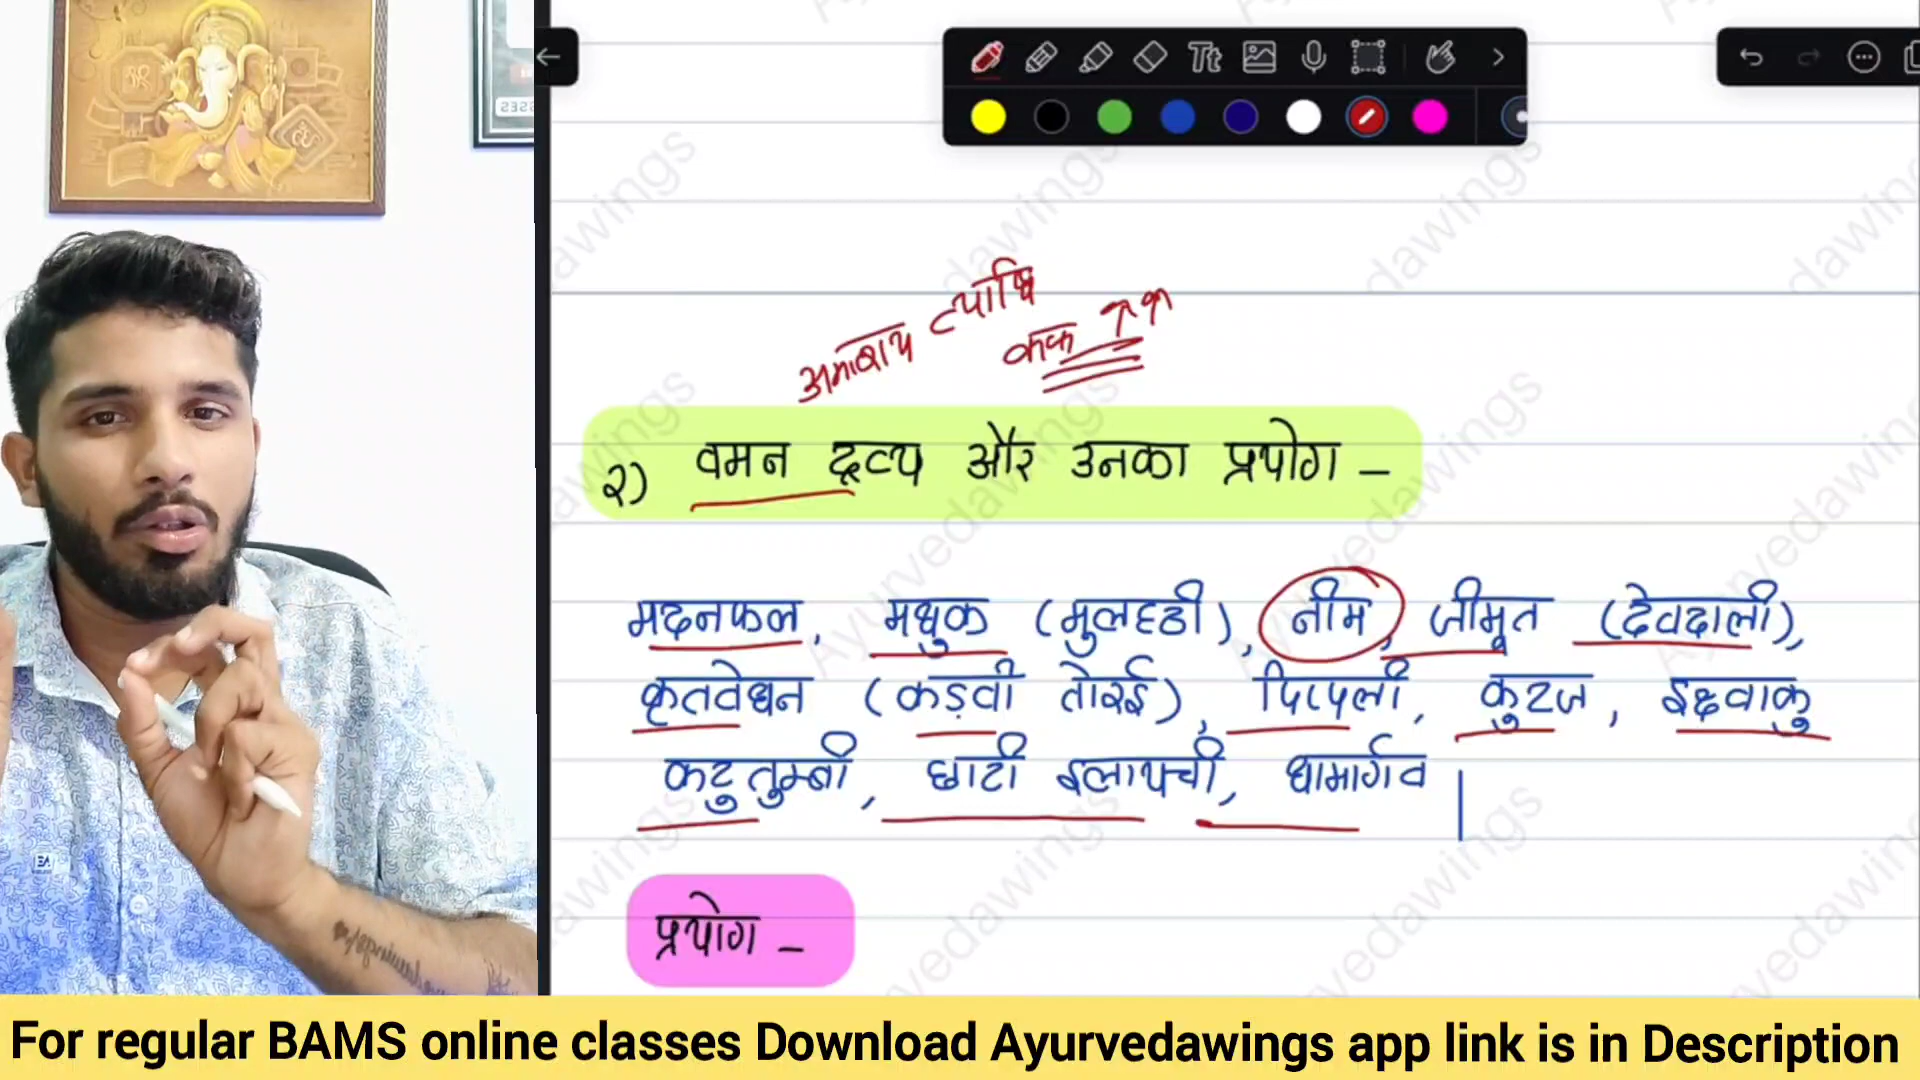 आमाशय व्याधि
कफ ↑↑
२) वमन द्रव्य और उनका प्रयोग –
मदनफल, मधुक (मुलहठी), नीम, जीमूत (देवदाली),
कृतवेधन (कड़वी तोरई), पिप्पली, कुटज, इक्ष्वाकु
कटुतुम्बी, छोटी इलायची, धामार्गव |
प्रयोग –
For regular BAMS online classes Download Ayurvedawings app link is in Description